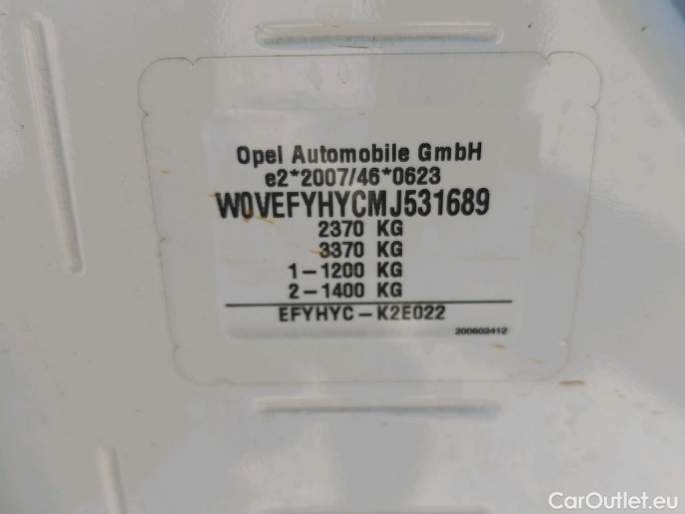 Opel Automobile GmbH
e2*2007/46*0623
W0VEFYHYCMJ531689
2370 KG
3370 KG
1-1200 KG
2-1400 KG
EFYHYC-K2E022
200602412
CarOutlet.eu